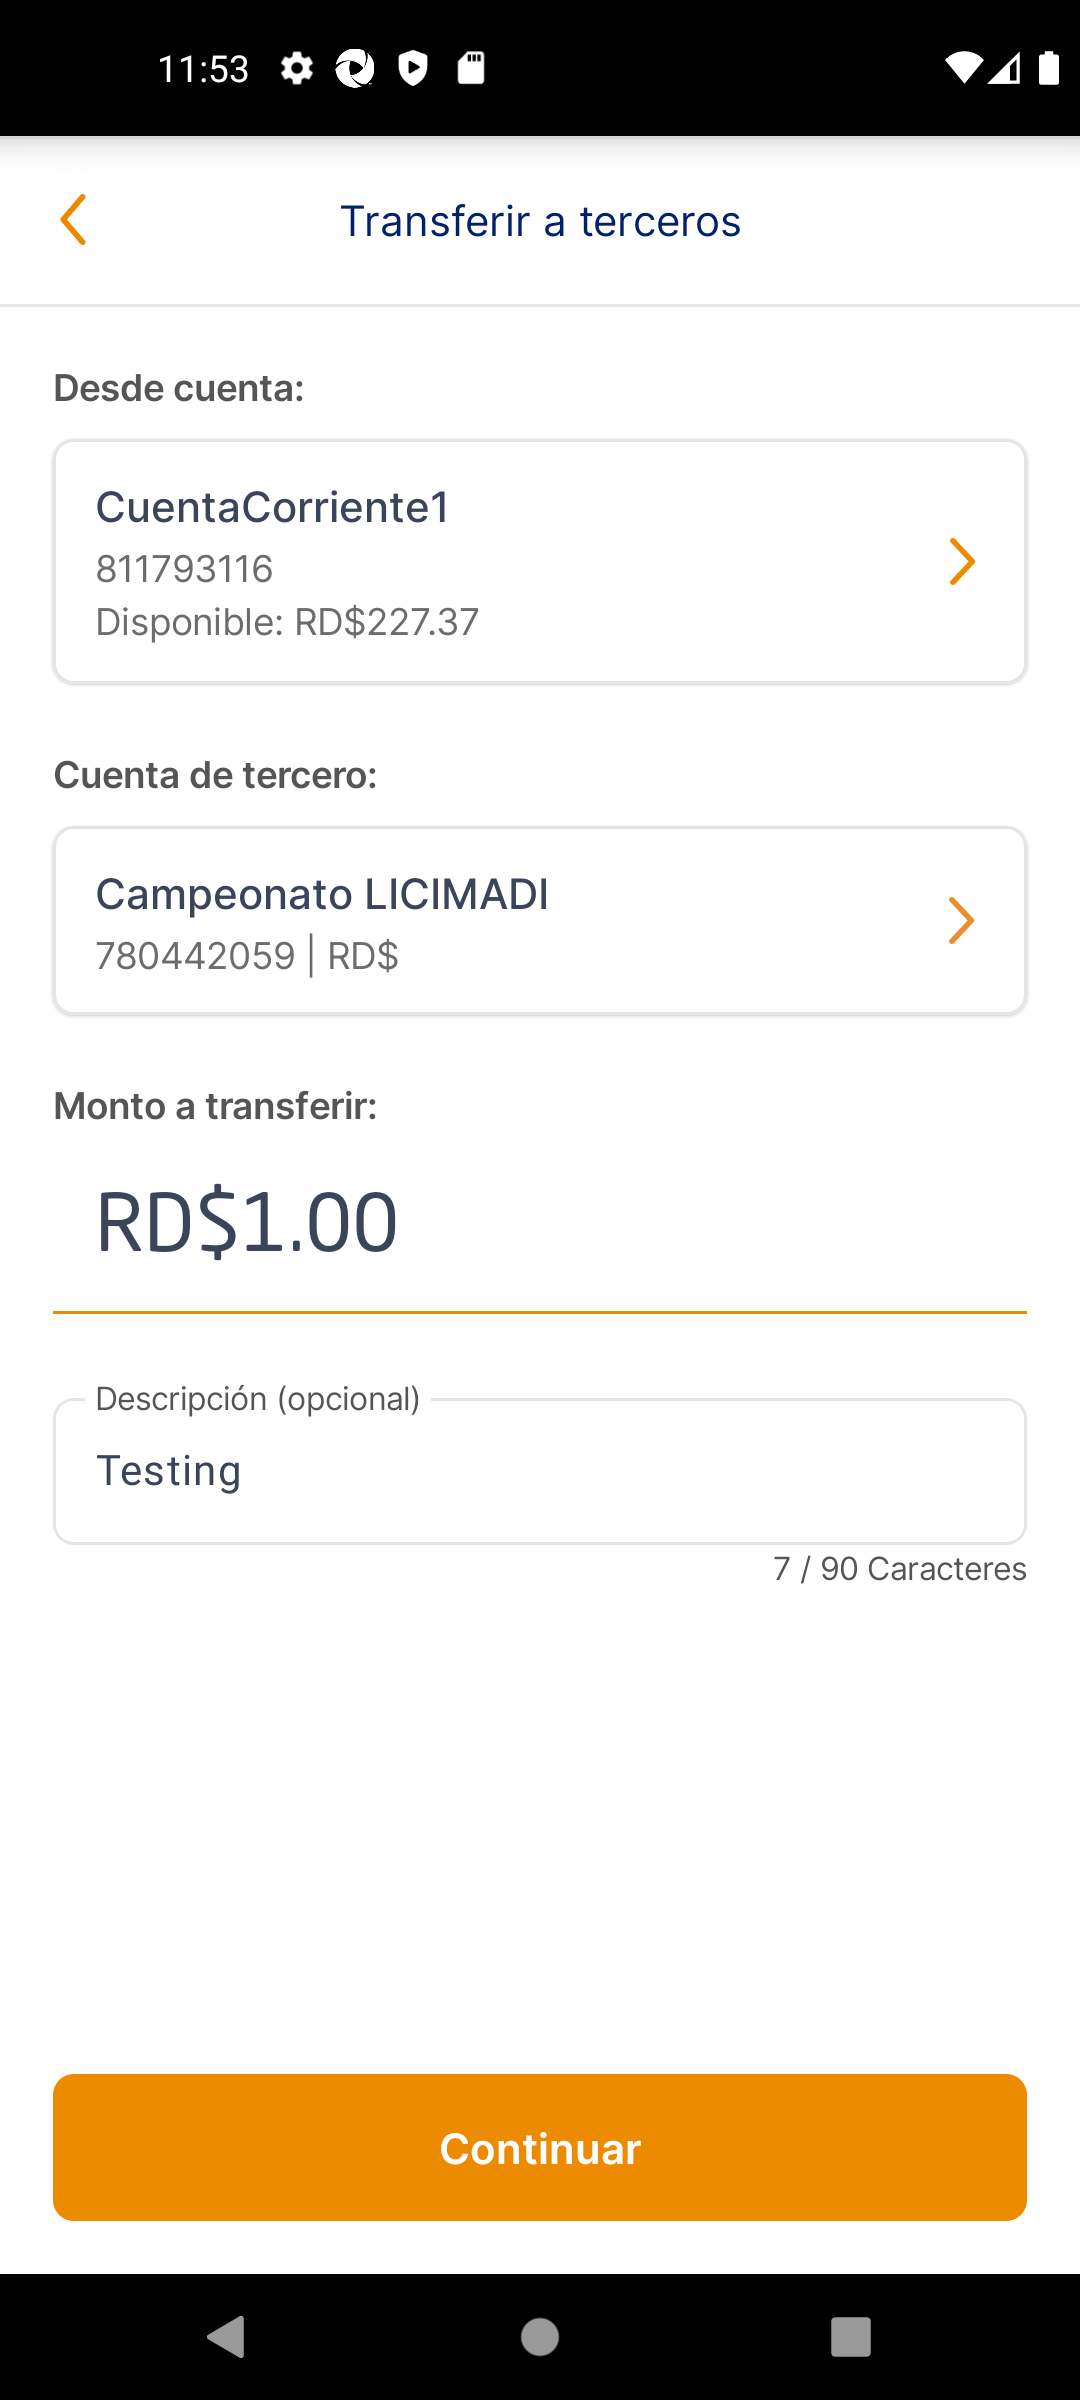 11:53
Transferir a terceros
Desde cuenta:
CuentaCorriente1
811793116
Disponible: RD$227.37
Cuenta de tercero:
Campeonato LICIMADI
780442059 | RD$
Monto a transferir:
RD$1.00
Descripción (opcional)
Testing
7 / 90 Caracteres
Continuar